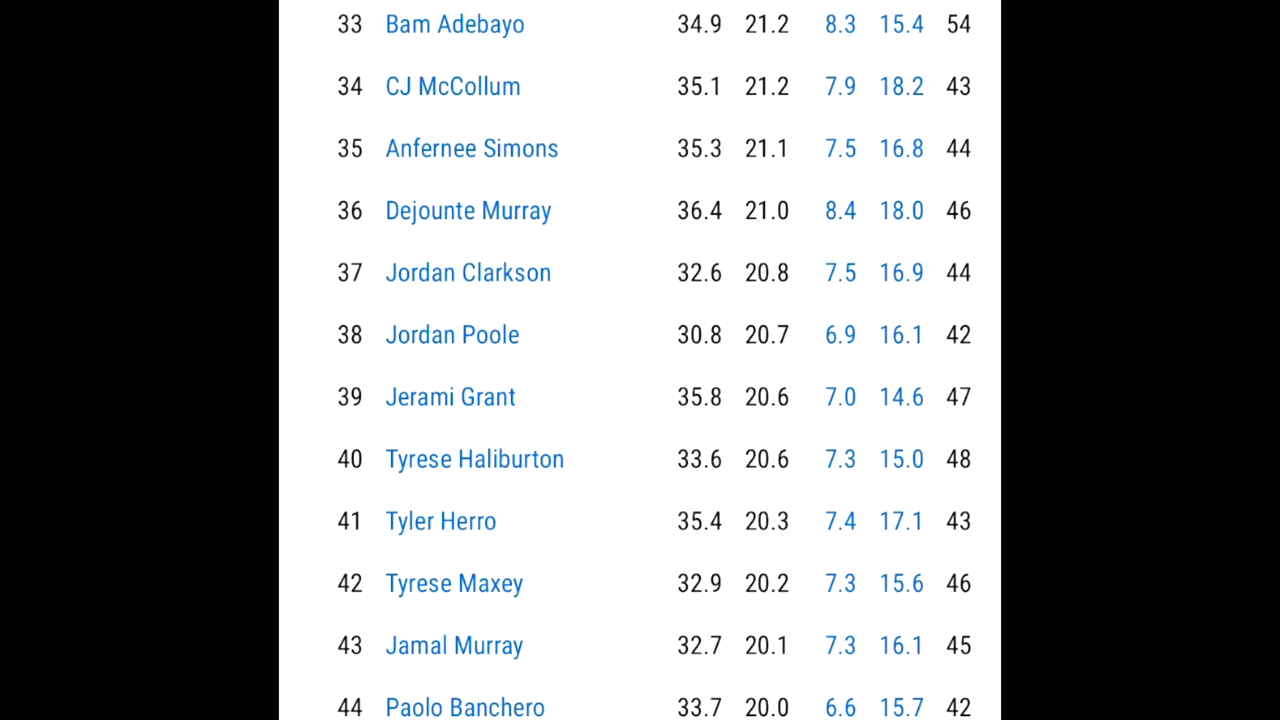 33 Bam Adebayo 34.9 21.2 8.3 15.4 54
34 CJ McCollum 35.1 21.2 7.9 18.2 43
35 Anfernee Simons 35.3 21.1 7.5 16.8 44
36 Dejounte Murray 36.4 21.0 8.4 18.0 46
37 Jordan Clarkson 32.6 20.8 7.5 16.9 44
38 Jordan Poole 30.8 20.7 6.9 16.1 42
39 Jerami Grant 35.8 20.6 7.0 14.6 47
40 Tyrese Haliburton 33.6 20.6 7.3 15.0 48
41 Tyler Herro 35.4 20.3 7.4 17.1 43
42 Tyrese Maxey 32.9 20.2 7.3 15.6 46
43 Jamal Murray 32.7 20.1 7.3 16.1 45
44 Paolo Banchero 33.7 20.0 6.6 15.7 42